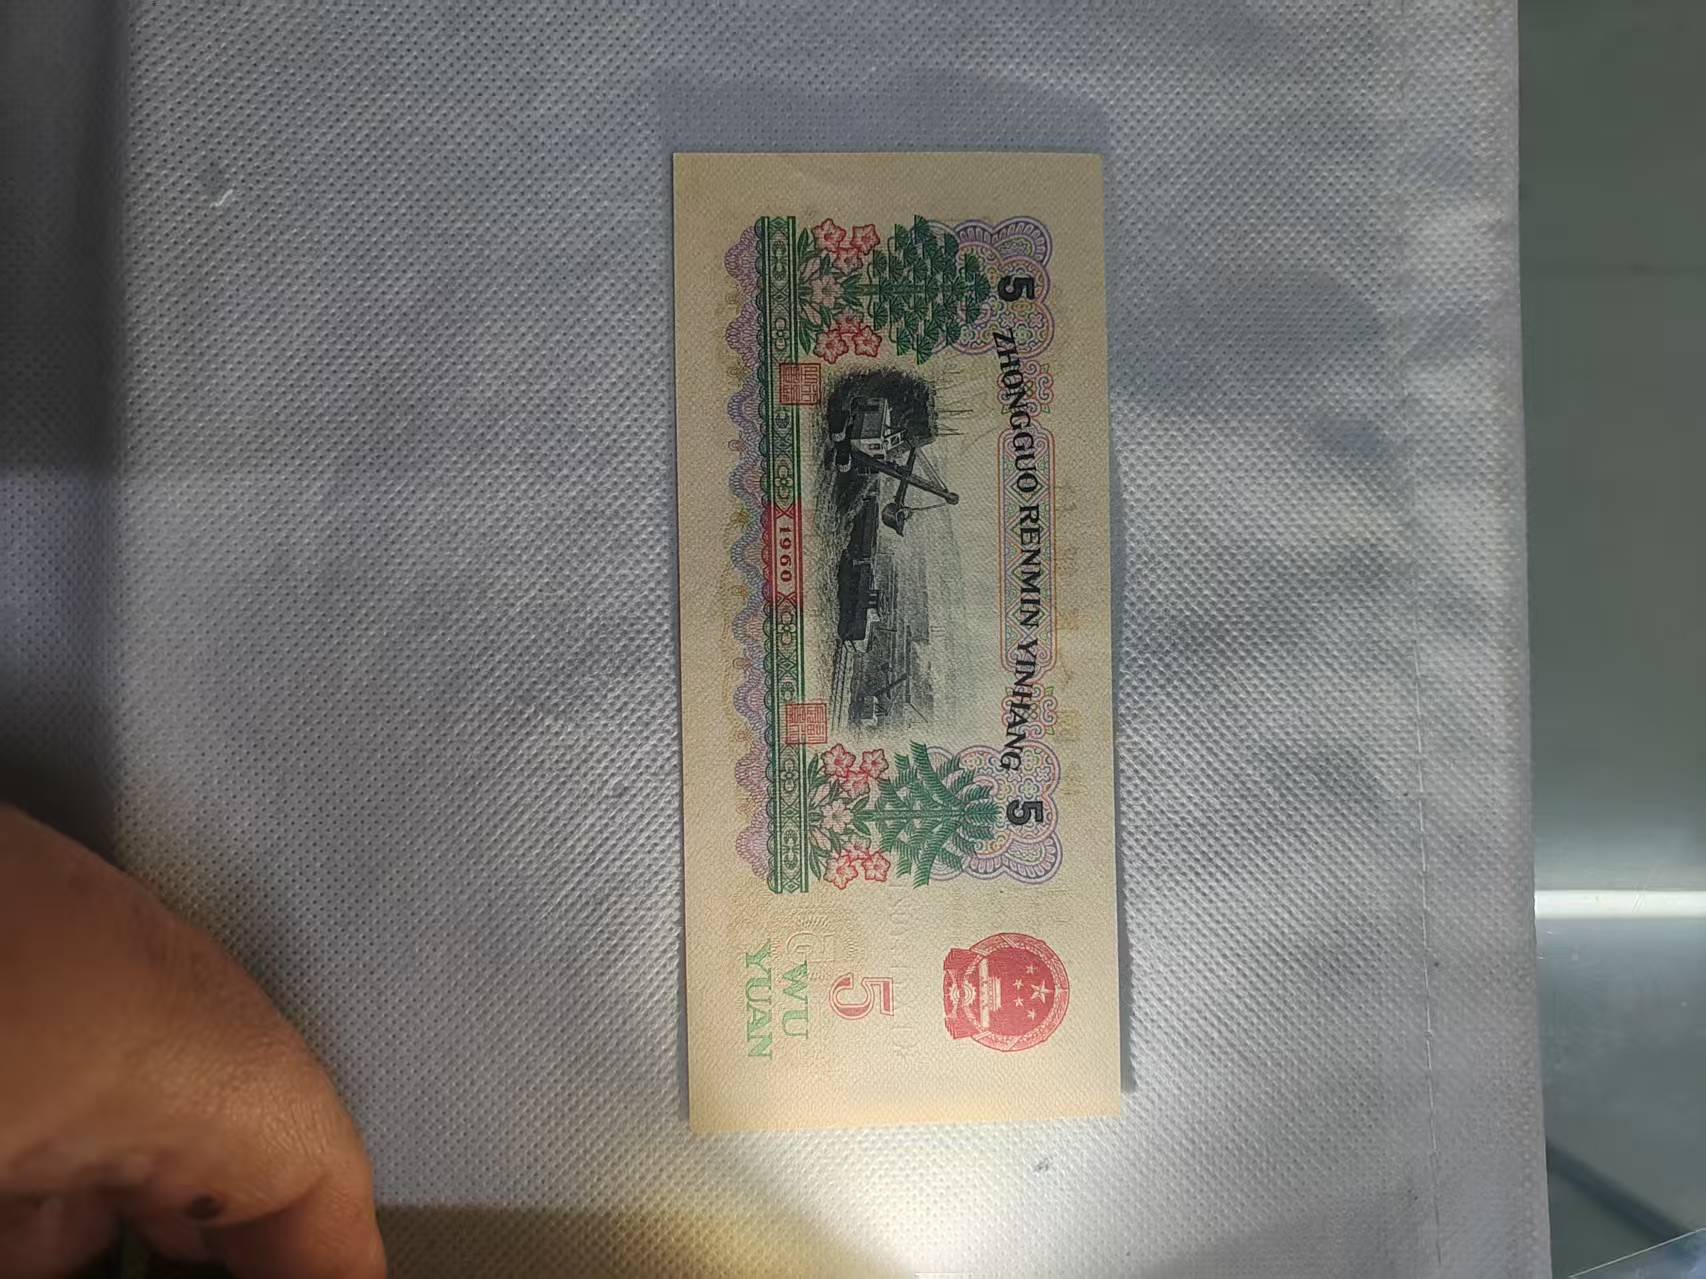 5 ZHONGGUO RENMIN YINHANG 5
1960
5
WU
YUAN